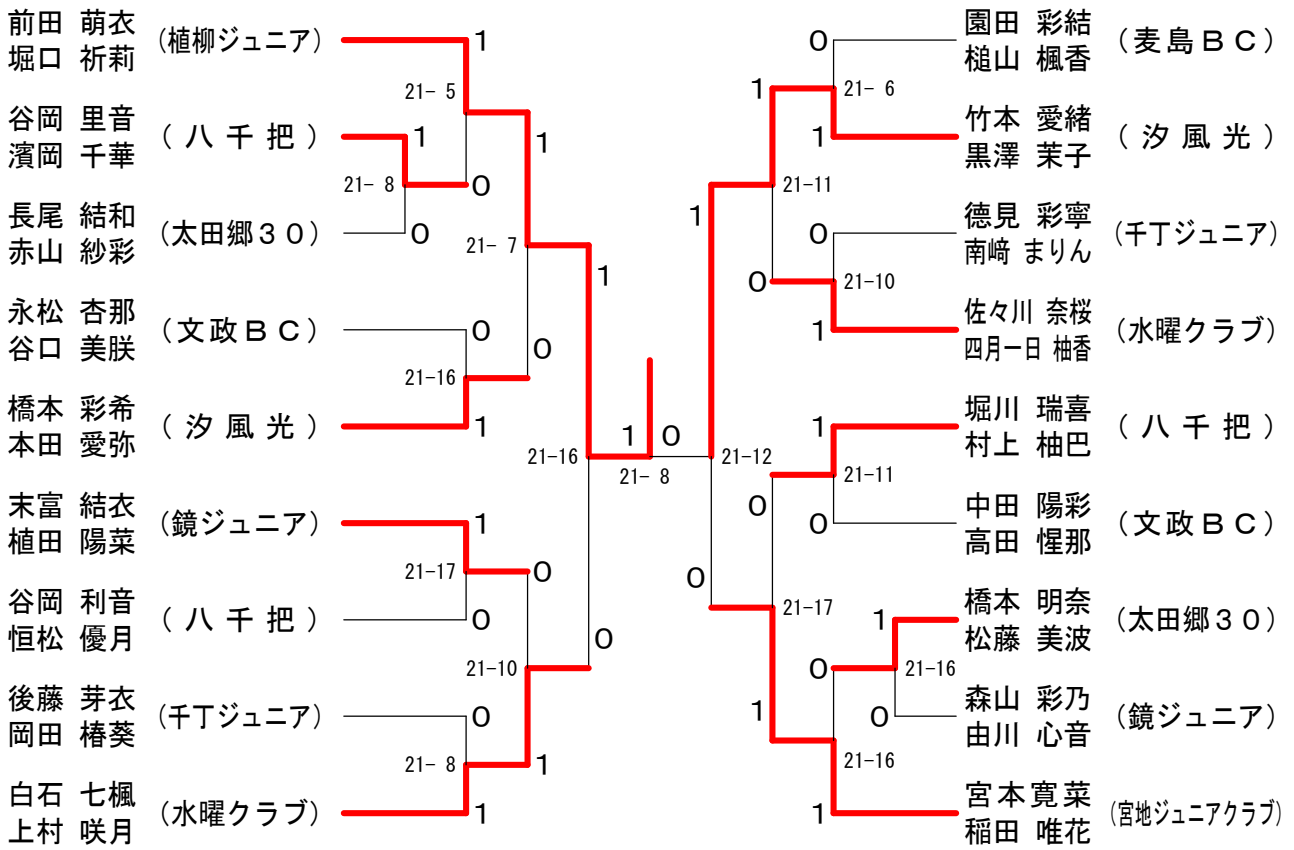 前田 萌衣
堀口 祈莉
(植柳ジュニア)
1
21- 5
谷岡 里音
濱岡 千華
(八千把)
1
21- 8
0
長尾 結和
赤山 紗彩
(太田郷30)
0
1
21- 7
永松 杏那
谷口 美朕
(文政BC)
0
21-16
0
橋本 彩希
本田 愛弥
(汐風光)
1
1
21-16
末富 結衣
植田 陽菜
(鏡ジュニア)
1
21-17
0
谷岡 利音
恒松 優月
(八千把)
0
21-10
0
後藤 芽衣
岡田 椿葵
(千丁ジュニア)
0
21- 8
1
白石 七楓
上村 咲月
(水曜クラブ)
1
1
0
21- 8
園田 彩結
槌山 楓香
(麦島BC)
0
1
21- 6
竹本 愛緒
黒澤 茉子
(汐風光)
1
21-11
1
德見 彩寧
南﨑 まりん
(千丁ジュニア)
0
0
21-10
佐々川 奈桜
四月一日 柚香
(水曜クラブ)
1
堀川 瑞喜
村上 柚巴
(八千把)
1
21-12
21-11
0
中田 陽彩
高田 惺那
(文政BC)
0
0
21-17
橋本 明奈
松藤 美波
(太田郷30)
1
21-16
0
森山 彩乃
由川 心音
(鏡ジュニア)
0
1
21-16
宮本寛菜
稲田 唯花
(宮地ジュニアクラブ)
1